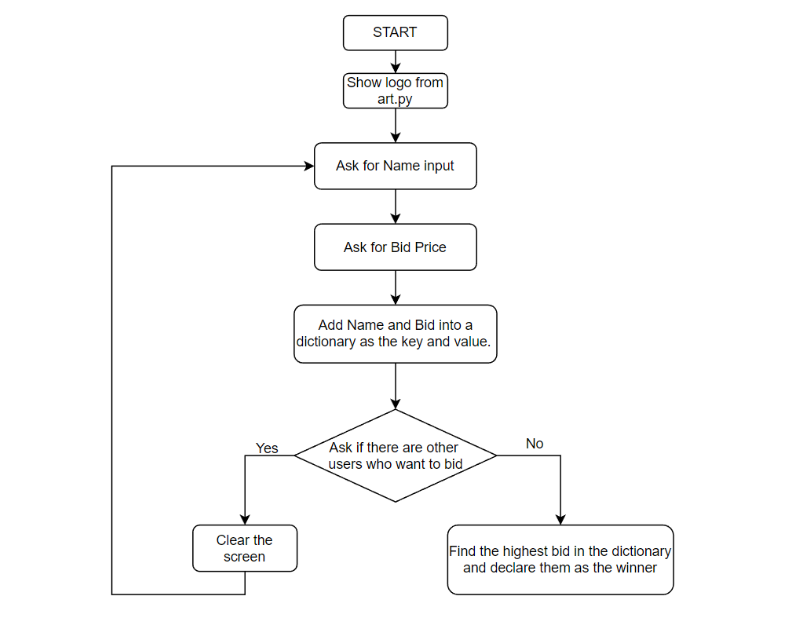 START
Show logo from
art.py
Ask for Name input
Ask for Bid Price
Add Name and Bid into a
dictionary as the key and value.
Ask if there are other
users who want to bid
Yes
No
Clear the
screen
Find the highest bid in the dictionary
and declare them as the winner